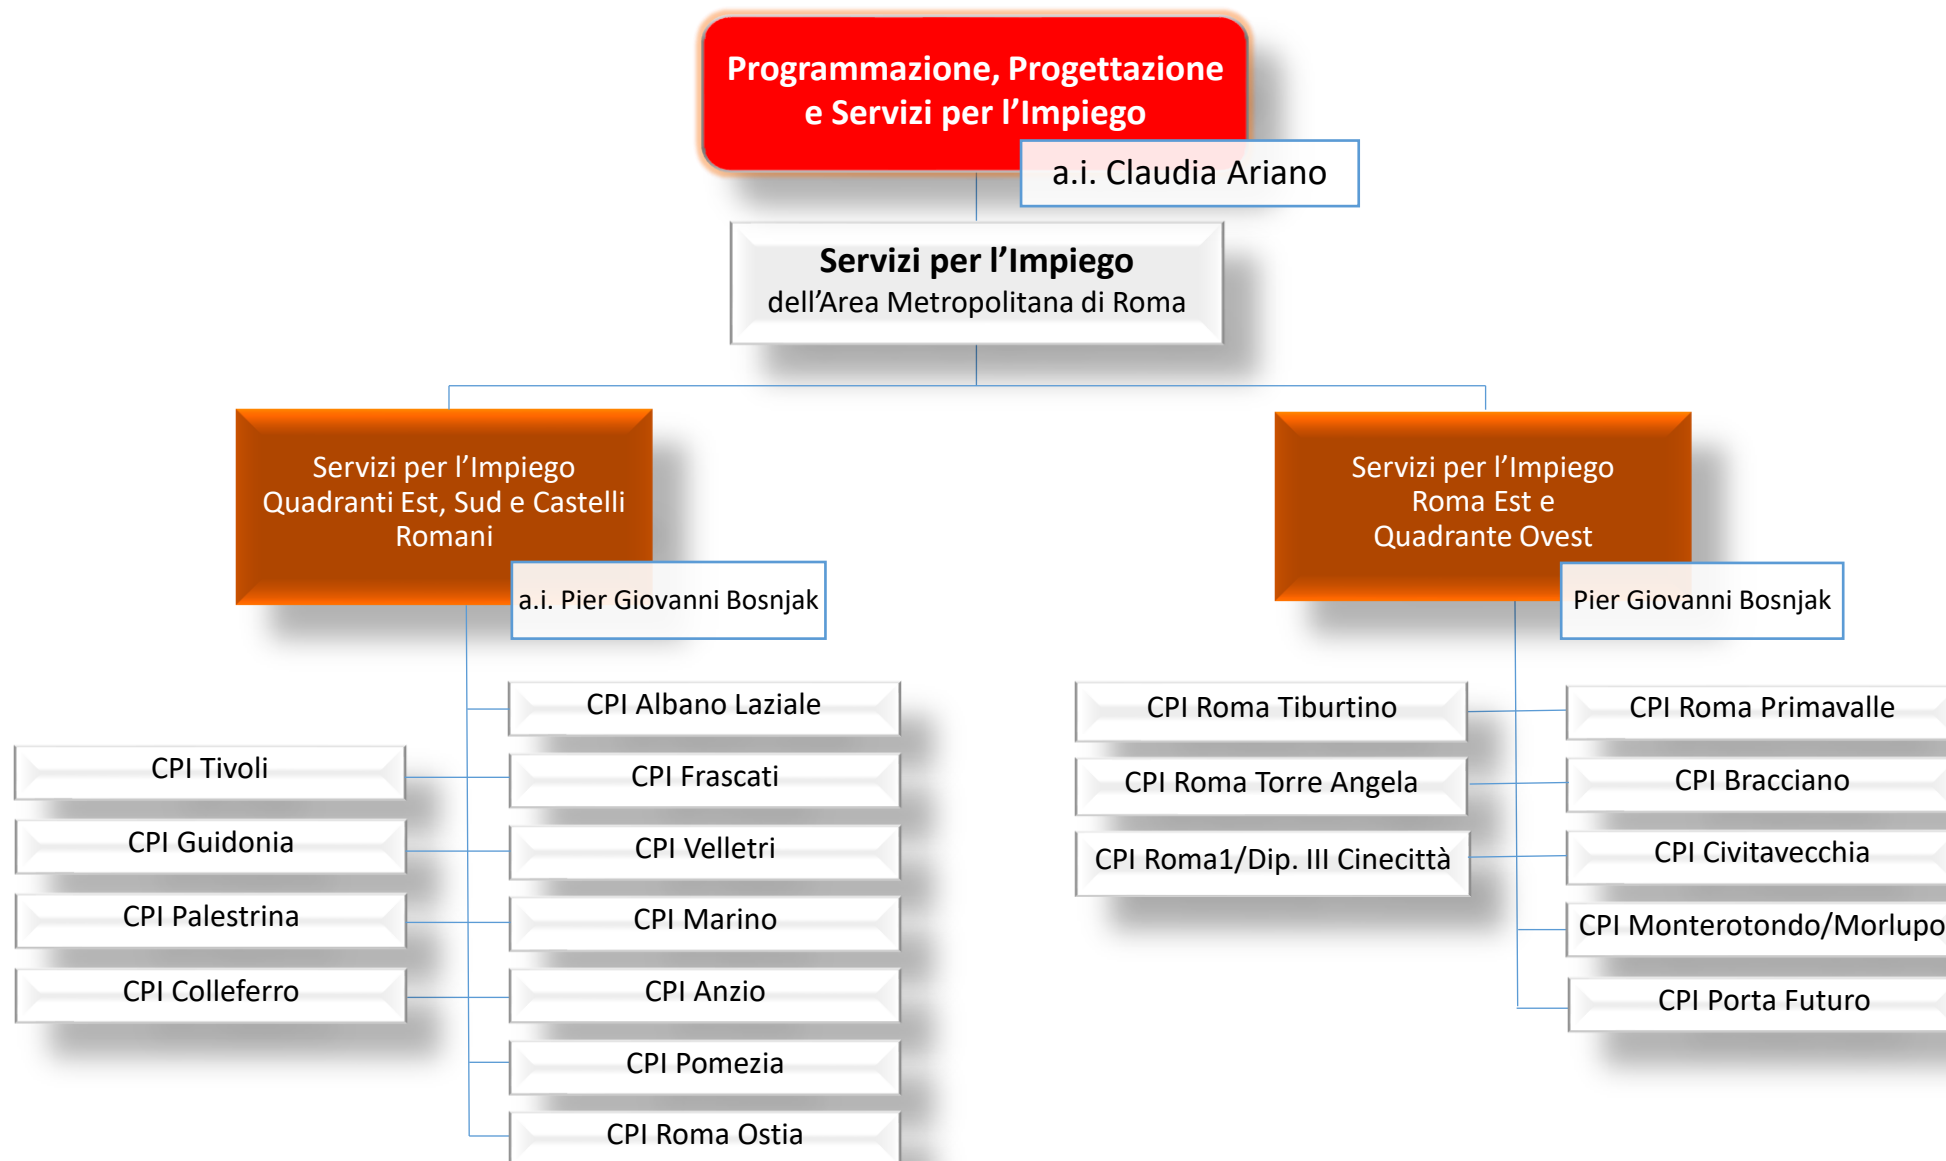 Programmazione, Progettazione
e Servizi per l’Impiego
a.i. Claudia Ariano
Servizi per l’Impiego
dell’Area Metropolitana di Roma
Servizi per l’Impiego
Quadranti Est, Sud e Castelli
Romani
a.i. Pier Giovanni Bosnjak
CPI Tivoli
CPI Guidonia
CPI Palestrina
CPI Colleferro
CPI Albano Laziale
CPI Frascati
CPI Velletri
CPI Marino
CPI Anzio
CPI Pomezia
CPI Roma Ostia
Servizi per l’Impiego
Roma Est e
Quadrante Ovest
Pier Giovanni Bosnjak
CPI Roma Tiburtino
CPI Roma Torre Angela
CPI Roma1/Dip. III Cinecittà
CPI Roma Primavalle
CPI Bracciano
CPI Civitavecchia
CPI Monterotondo/Morlupo
CPI Porta Futuro